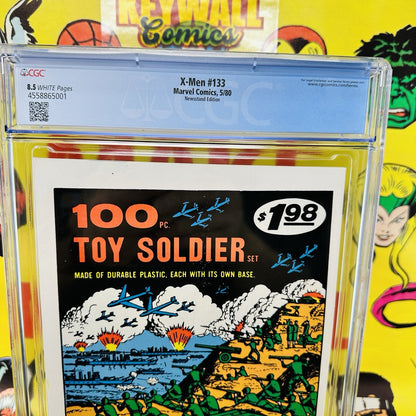 KEYWALL
Comics
CGC
X-Men #133
8.5 WHITE Pages
Marvel Comics, 5/80
4558865001
Newsstand Edition
100 PC.
$1.98
TOY SOLDIER SET
MADE OF DURABLE PLASTIC, EACH WITH ITS OWN BASE.